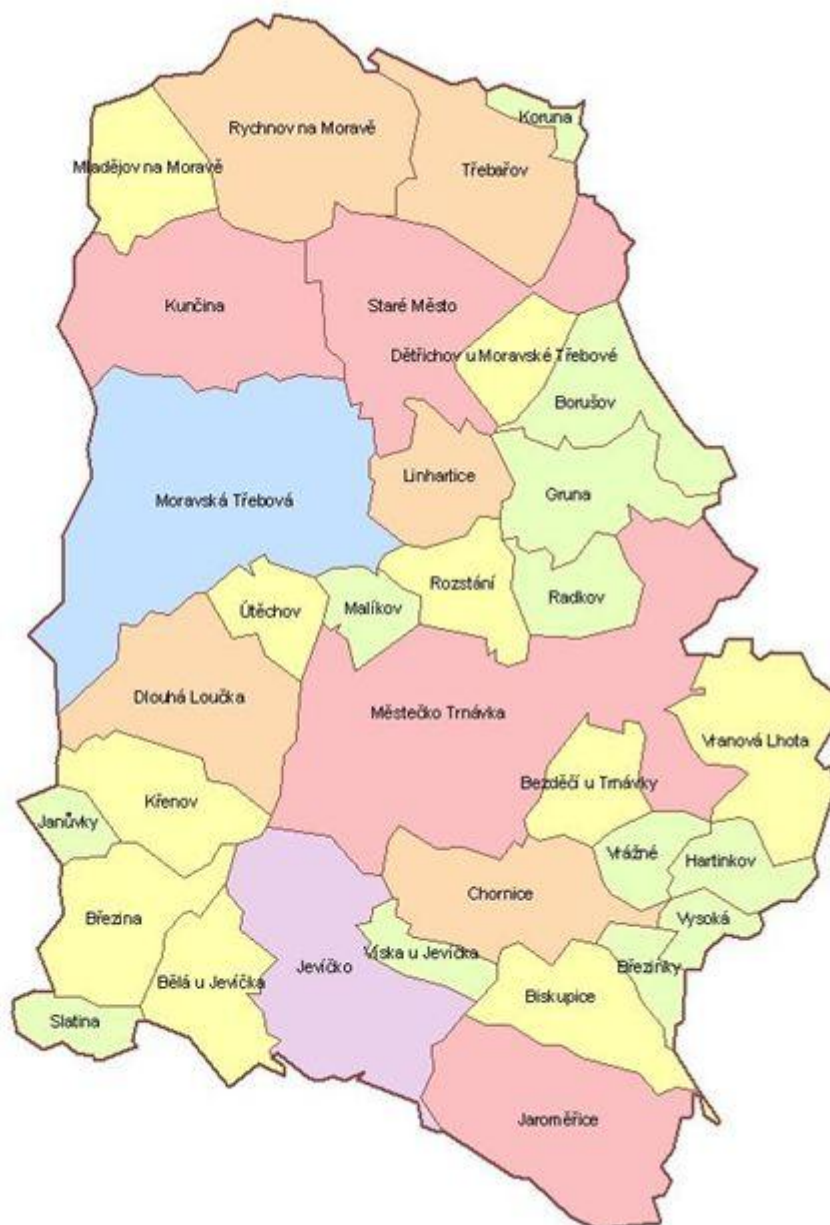 Koruna
Rychnov na Moravě
Mladějov na Moravě
Třebařov
Kunčina
Staré Město
Dětřichov u Moravské Třebové
Borušov
Linhartice
Gruna
Moravská Třebová
Útěchov
Malíkov
Rozstání
Radkov
Dlouhá Loučka
Městečko Trnávka
Vranová Lhota
Bezděčí u Trnávky
Křenov
Janůvky
Vrážné
Hartinkov
Chornice
Vysoká
Březina
Víska u Jevíčka
Březinky
Jevíčko
Bělá u Jevíčka
Biskupice
Slatina
Jaroměřice